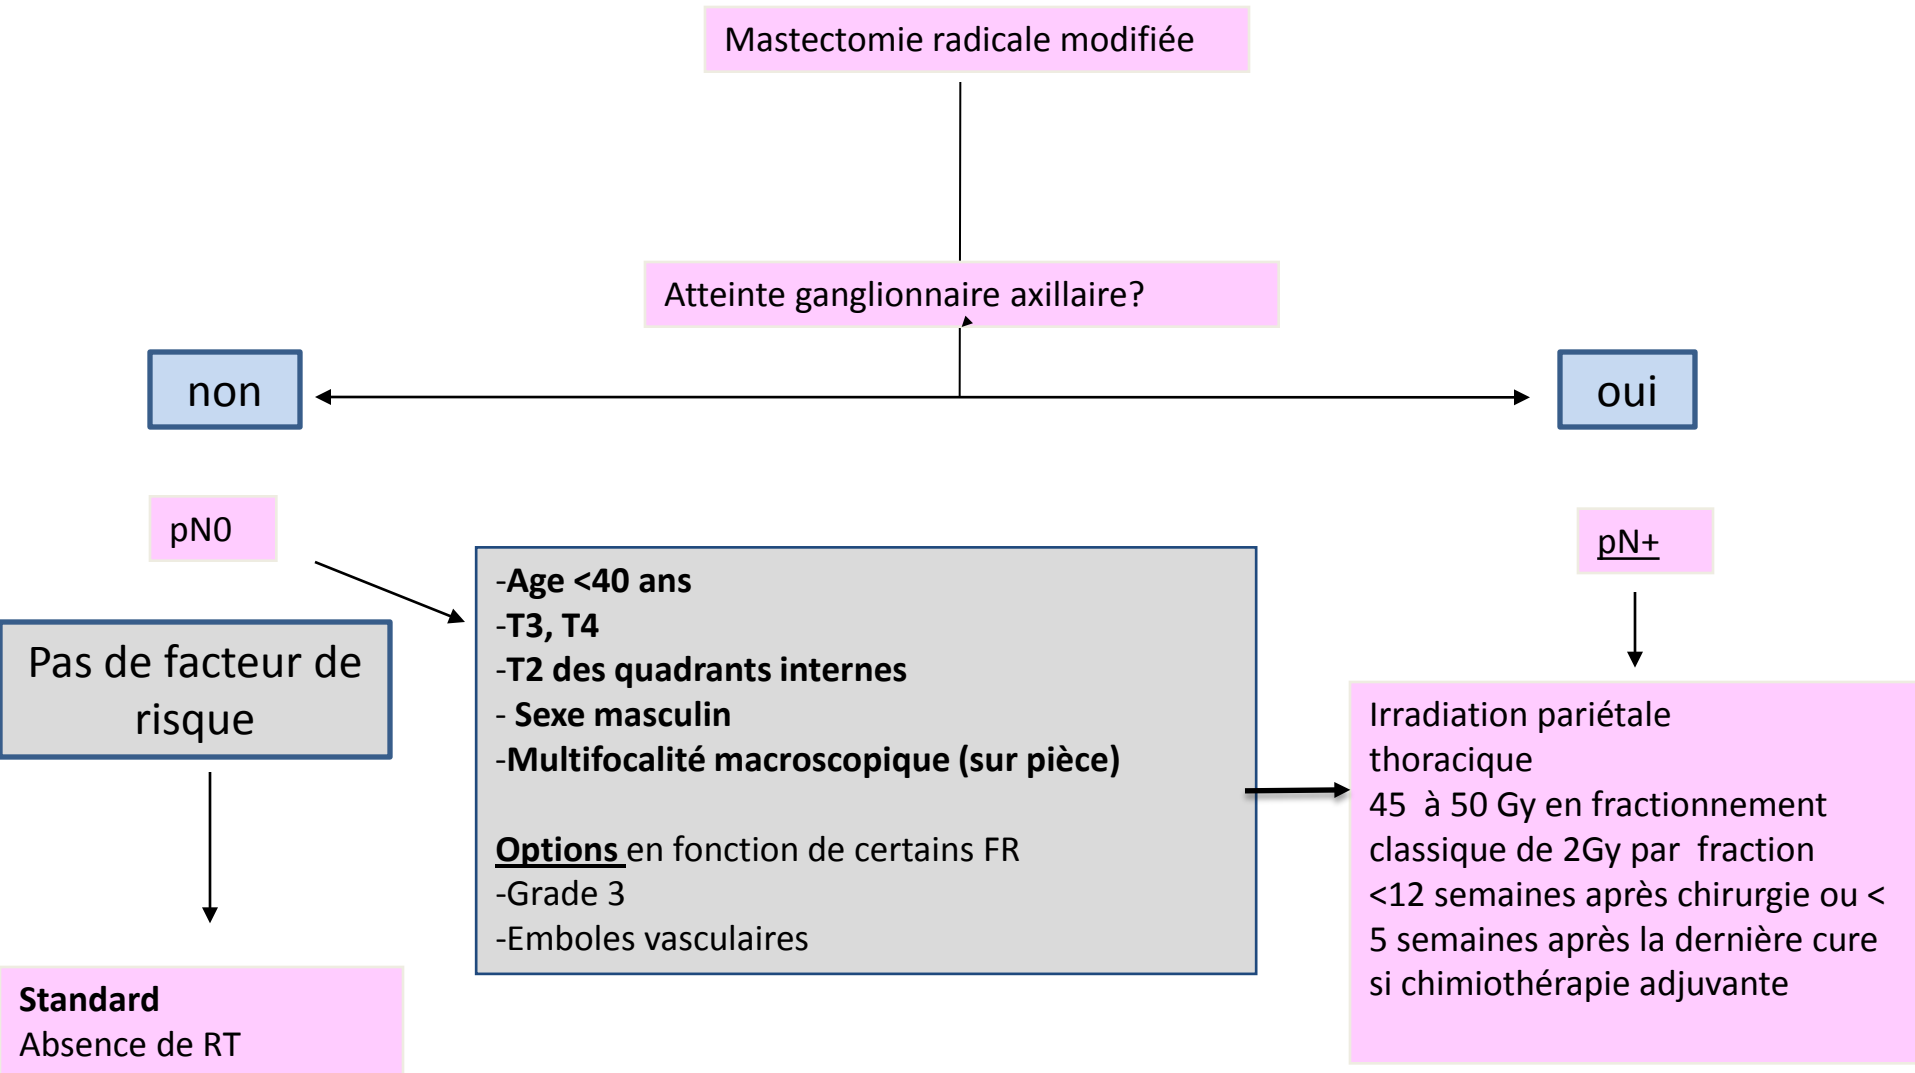 Mastectomie radicale modifiée
Atteinte ganglionnaire axillaire?
non
oui
pN0
pN+
Pas de facteur de
risque
-Age <40 ans
-T3, T4
-T2 des quadrants internes
- Sexe masculin
-Multifocalité macroscopique (sur pièce)
Options en fonction de certains FR
-Grade 3
-Emboles vasculaires
Irradiation pariétale
thoracique
45 à 50 Gy en fractionnement
classique de 2Gy par fraction
<12 semaines après chirurgie ou <
5 semaines après la dernière cure
si chimiothérapie adjuvante
Standard
Absence de RT